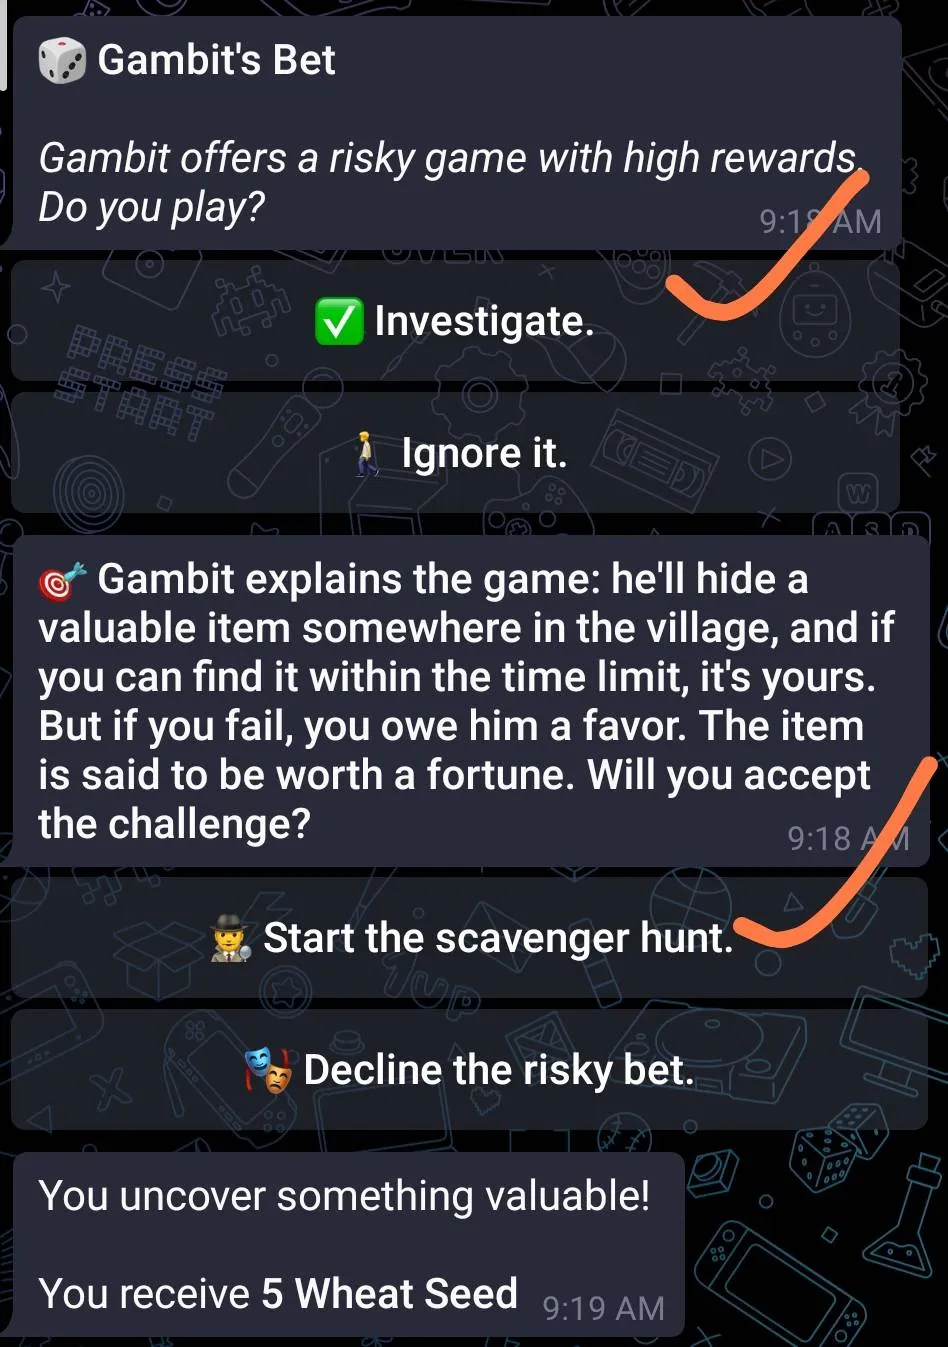 Gambit's Bet
Gambit offers a risky game with high rewards.
Do you play?
9:18 AM
OVER
Investigate.
PRESS
START
Ignore it.
W
A S D
Gambit explains the game: he'll hide a
valuable item somewhere in the village, and if
you can find it within the time limit, it's yours.
But if you fail, you owe him a favor. The item
is said to be worth a fortune. Will you accept
the challenge?
9:18 AM
Start the scavenger hunt.
1UP
Decline the risky bet.
You uncover something valuable!
You receive 5 Wheat Seed
9:19 AM